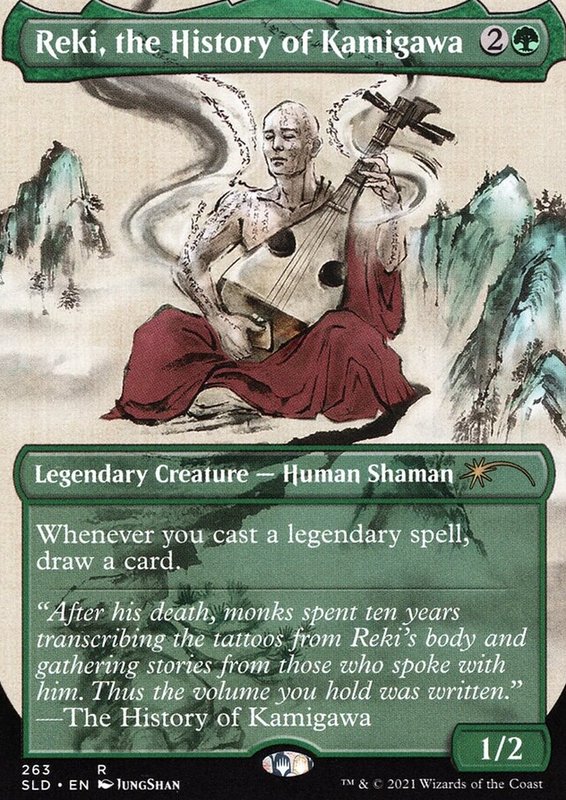 Reki, the History of Kamigawa 2
Legendary Creature — Human Shaman
Whenever you cast a legendary spell,
draw a card.
“After his death, monks spent ten years
transcribing the tattoos from Reki’s body and
gathering stories from those who spoke with
him. Thus the volume you hold was written.”
—The History of Kamigawa
1/2
263 R
SLD • EN JungShan
™ & © 2021 Wizards of the Coast